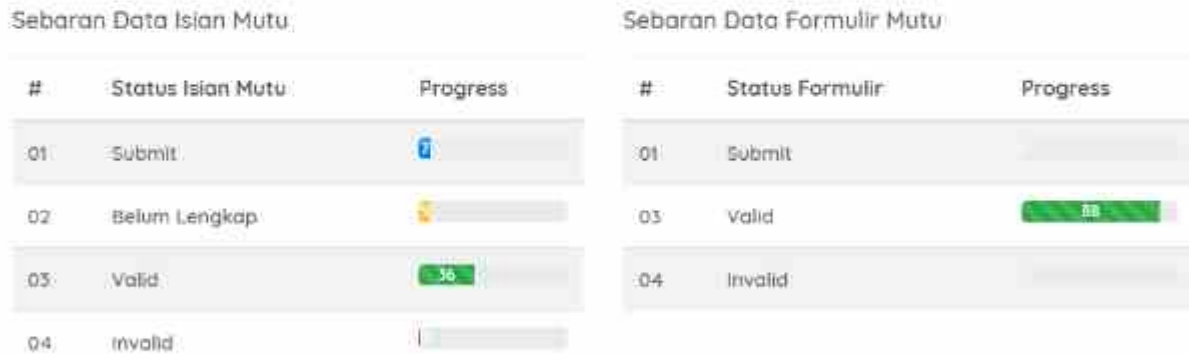 Sebaran Data Isian Mutu
# Status Isian Mutu Progress
01 Submit 7
02 Belum Lengkap
03 Valid 36
04 Invalid
Sebaran Data Formulir Mutu
# Status Formulir Progress
01 Submit
03 Valid 88
04 Invalid